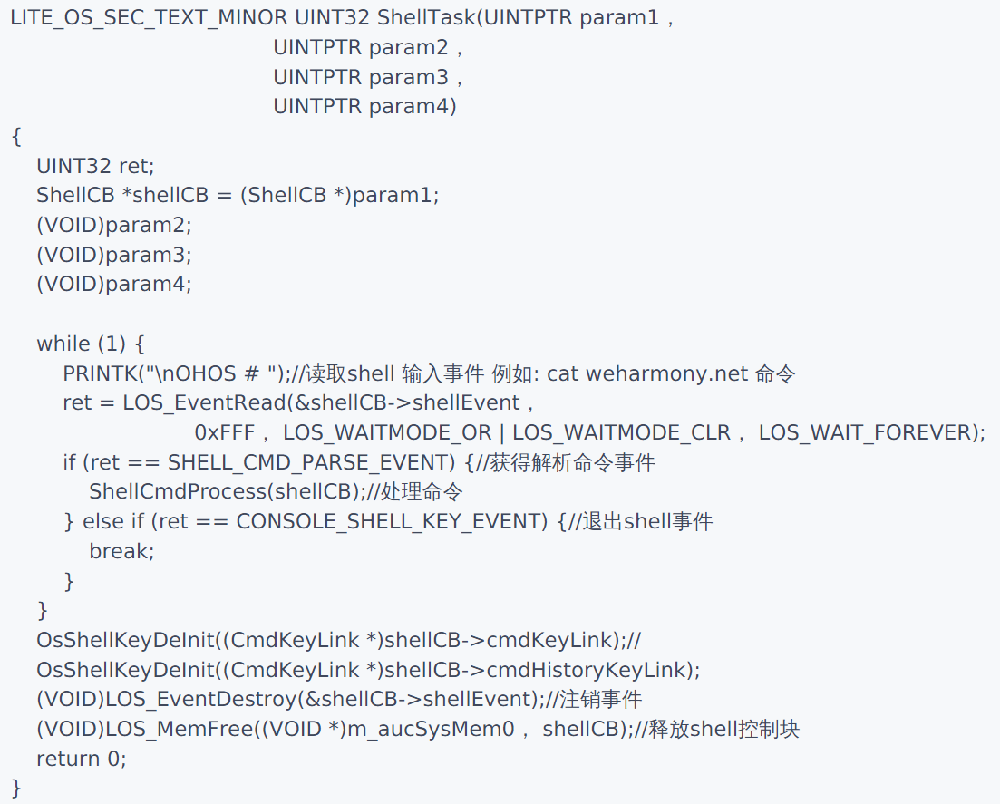 LITE_OS_SEC_TEXT_MINOR UINT32 ShellTask(UINTPTR param1，
UINTPTR param2，
UINTPTR param3，
UINTPTR param4)
{
UINT32 ret;
ShellCB *shellCB = (ShellCB *)param1;
(VOID)param2;
(VOID)param3;
(VOID)param4;
while (1) {
PRINTK("\nOHOS # ");//读取shell 输入事件 例如: cat weharmony.net 命令
ret = LOS_EventRead(&shellCB->shellEvent，
0xFFF， LOS_WAITMODE_OR | LOS_WAITMODE_CLR， LOS_WAIT_FOREVER);
if (ret == SHELL_CMD_PARSE_EVENT) {//获得解析命令事件
ShellCmdProcess(shellCB);//处理命令
} else if (ret == CONSOLE_SHELL_KEY_EVENT) {//退出shell事件
break;
}
}
OsShellKeyDeInit((CmdKeyLink *)shellCB->cmdKeyLink);//
OsShellKeyDeInit((CmdKeyLink *)shellCB->cmdHistoryKeyLink);
(VOID)LOS_EventDestroy(&shellCB->shellEvent);//注销事件
(VOID)LOS_MemFree((VOID *)m_aucSysMem0， shellCB);//释放shell控制块
return 0;
}